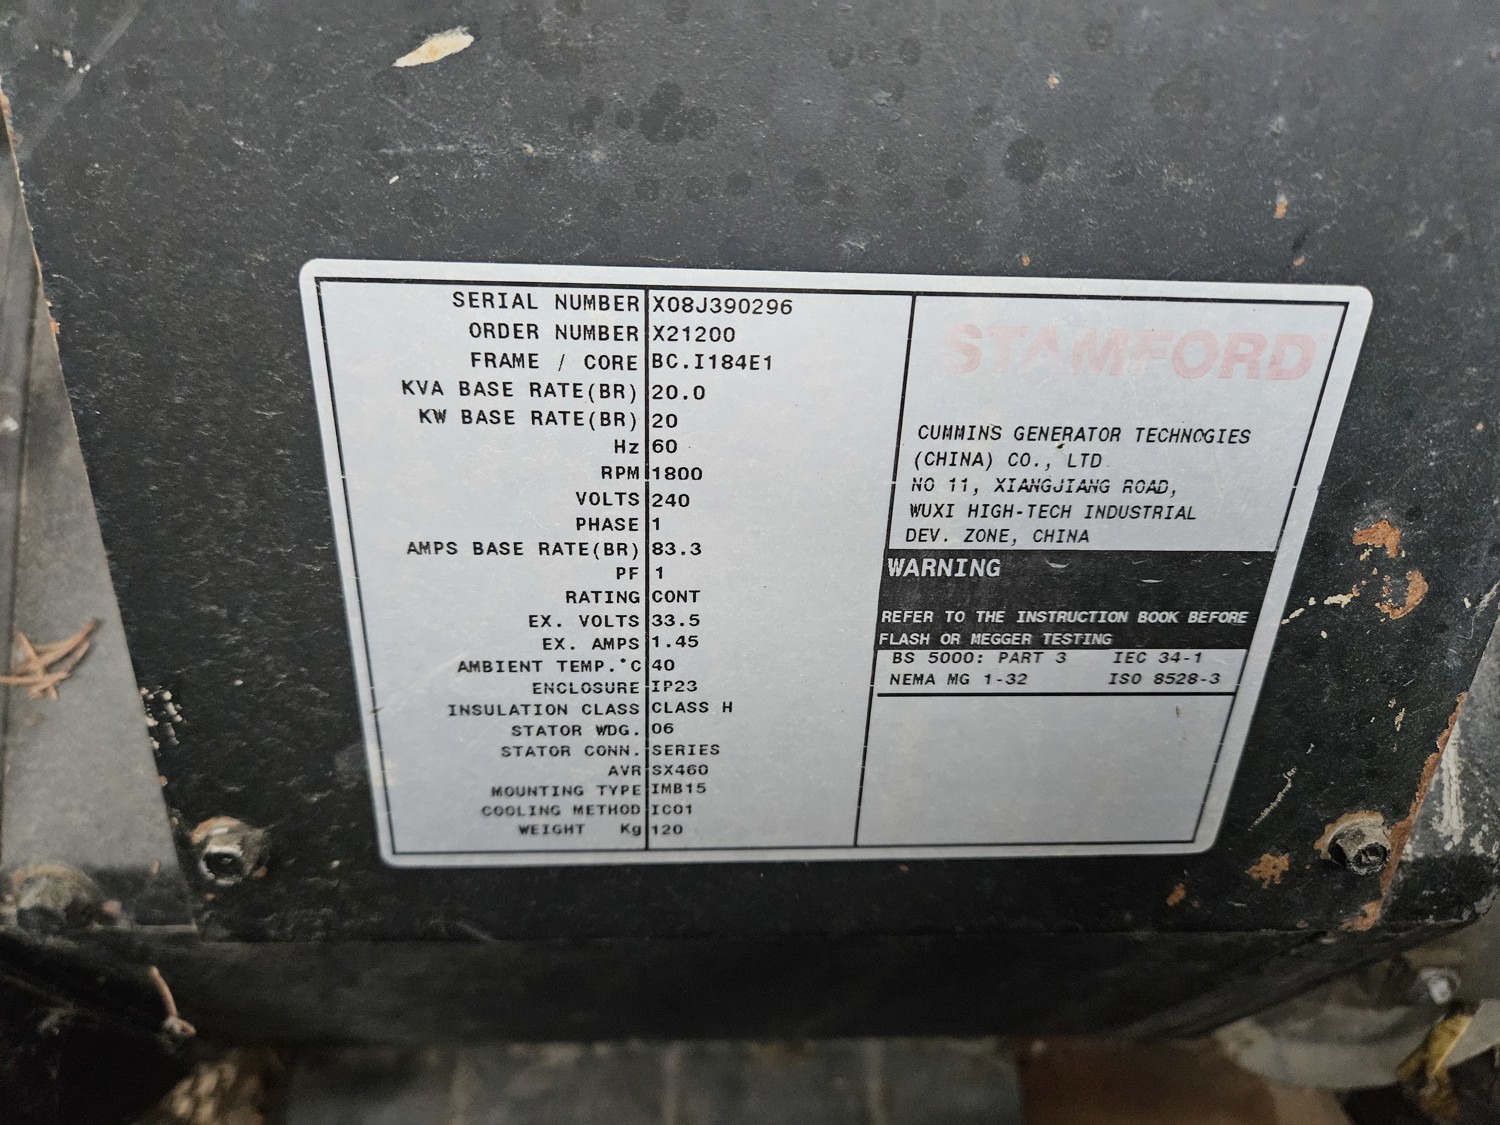 SERIAL NUMBER X08J390296
ORDER NUMBER X21200
FRAME / CORE BC.I184E1
KVA BASE RATE(BR) 20.0
KW BASE RATE(BR) 20
Hz 60
RPM 1800
VOLTS 240
PHASE 1
AMPS BASE RATE(BR) 83.3
PF 1
RATING CONT
EX. VOLTS 33.5
EX. AMPS 1.45
AMBIENT TEMP.°C 40
ENCLOSURE IP23
INSULATION CLASS CLASS H
STATOR WDG. 06
STATOR CONN. SERIES
AVR SX460
MOUNTING TYPE IMB15
COOLING METHOD IC01
WEIGHT Kg 120
STAMFORD
CUMMINS GENERATOR TECHNOGIES
(CHINA) CO., LTD
NO 11, XIANGJIANG ROAD,
WUXI HIGH-TECH INDUSTRIAL
DEV. ZONE, CHINA
WARNING
REFER TO THE INSTRUCTION BOOK BEFORE
FLASH OR MEGGER TESTING
BS 5000: PART 3 IEC 34-1
NEMA MG 1-32 ISO 8528-3